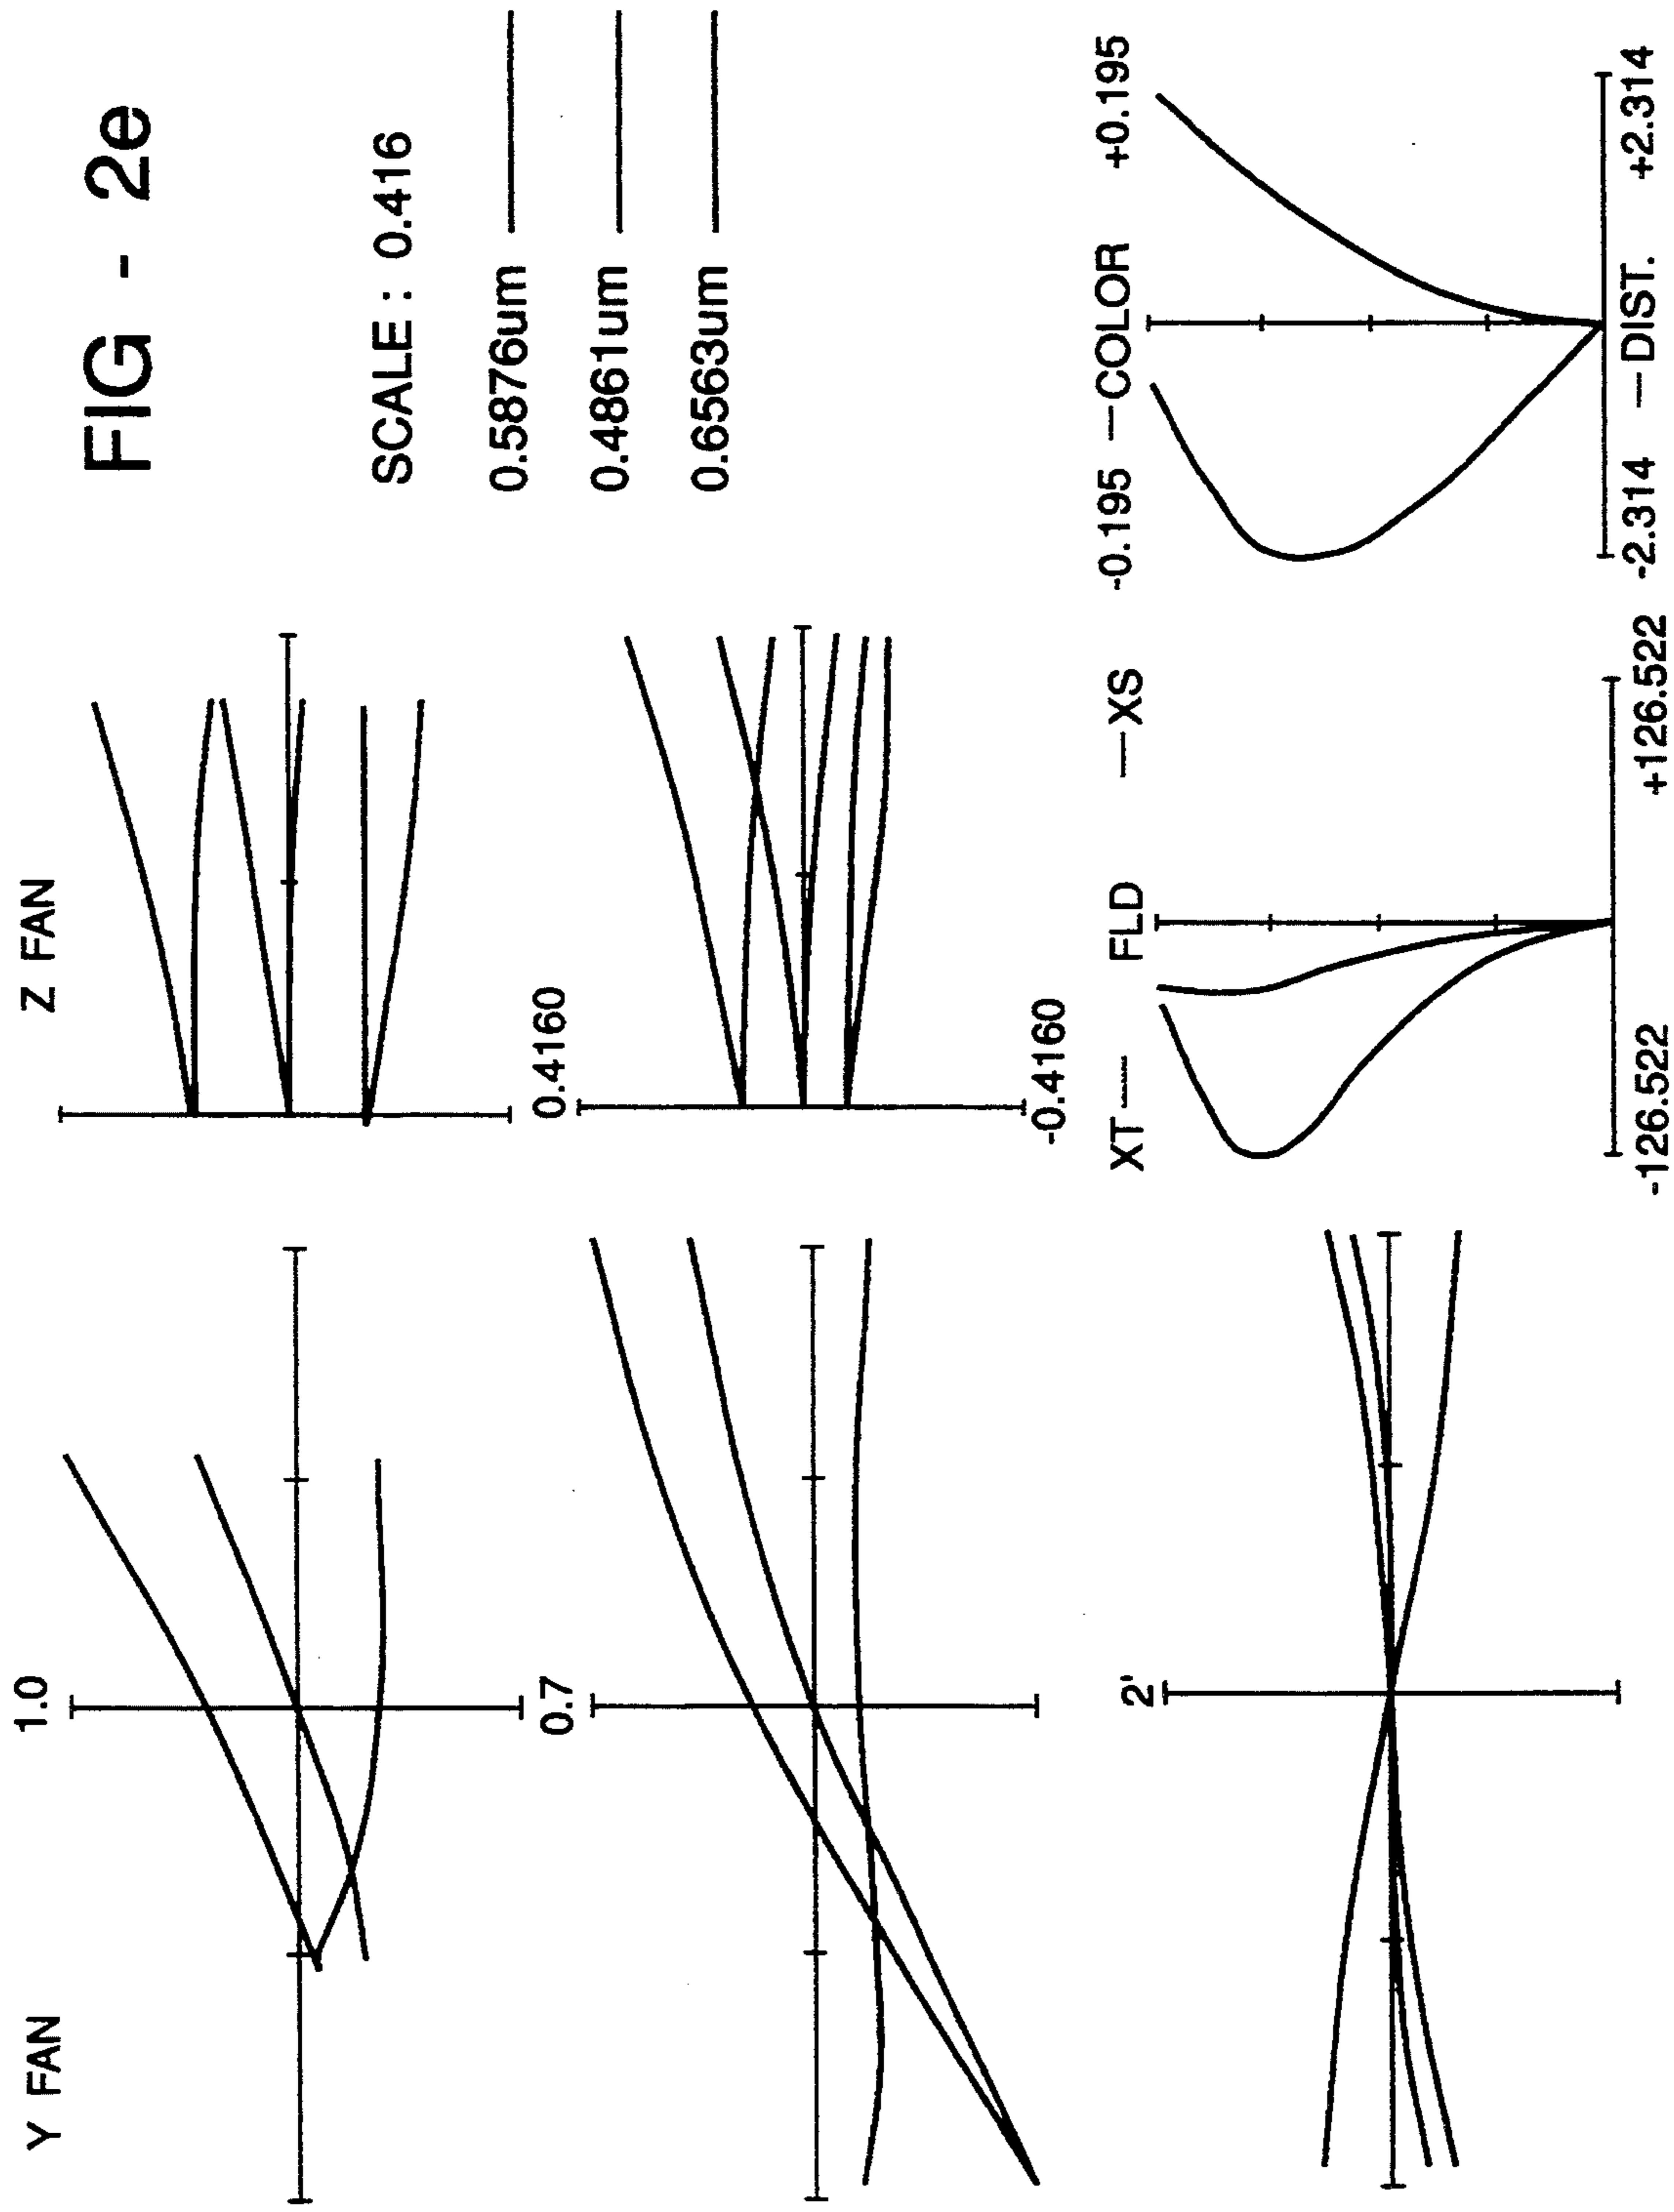 FIG - 2e
SCALE : 0.416
0.5876um
0.4861um
0.6563um
Y FAN
Z FAN
1.0
0.7
2'
0.4160
-0.4160
XT
FLD
XS
-126.522
+126.522
-0.195
COLOR
+0.195
-2.314
DIST.
+2.314